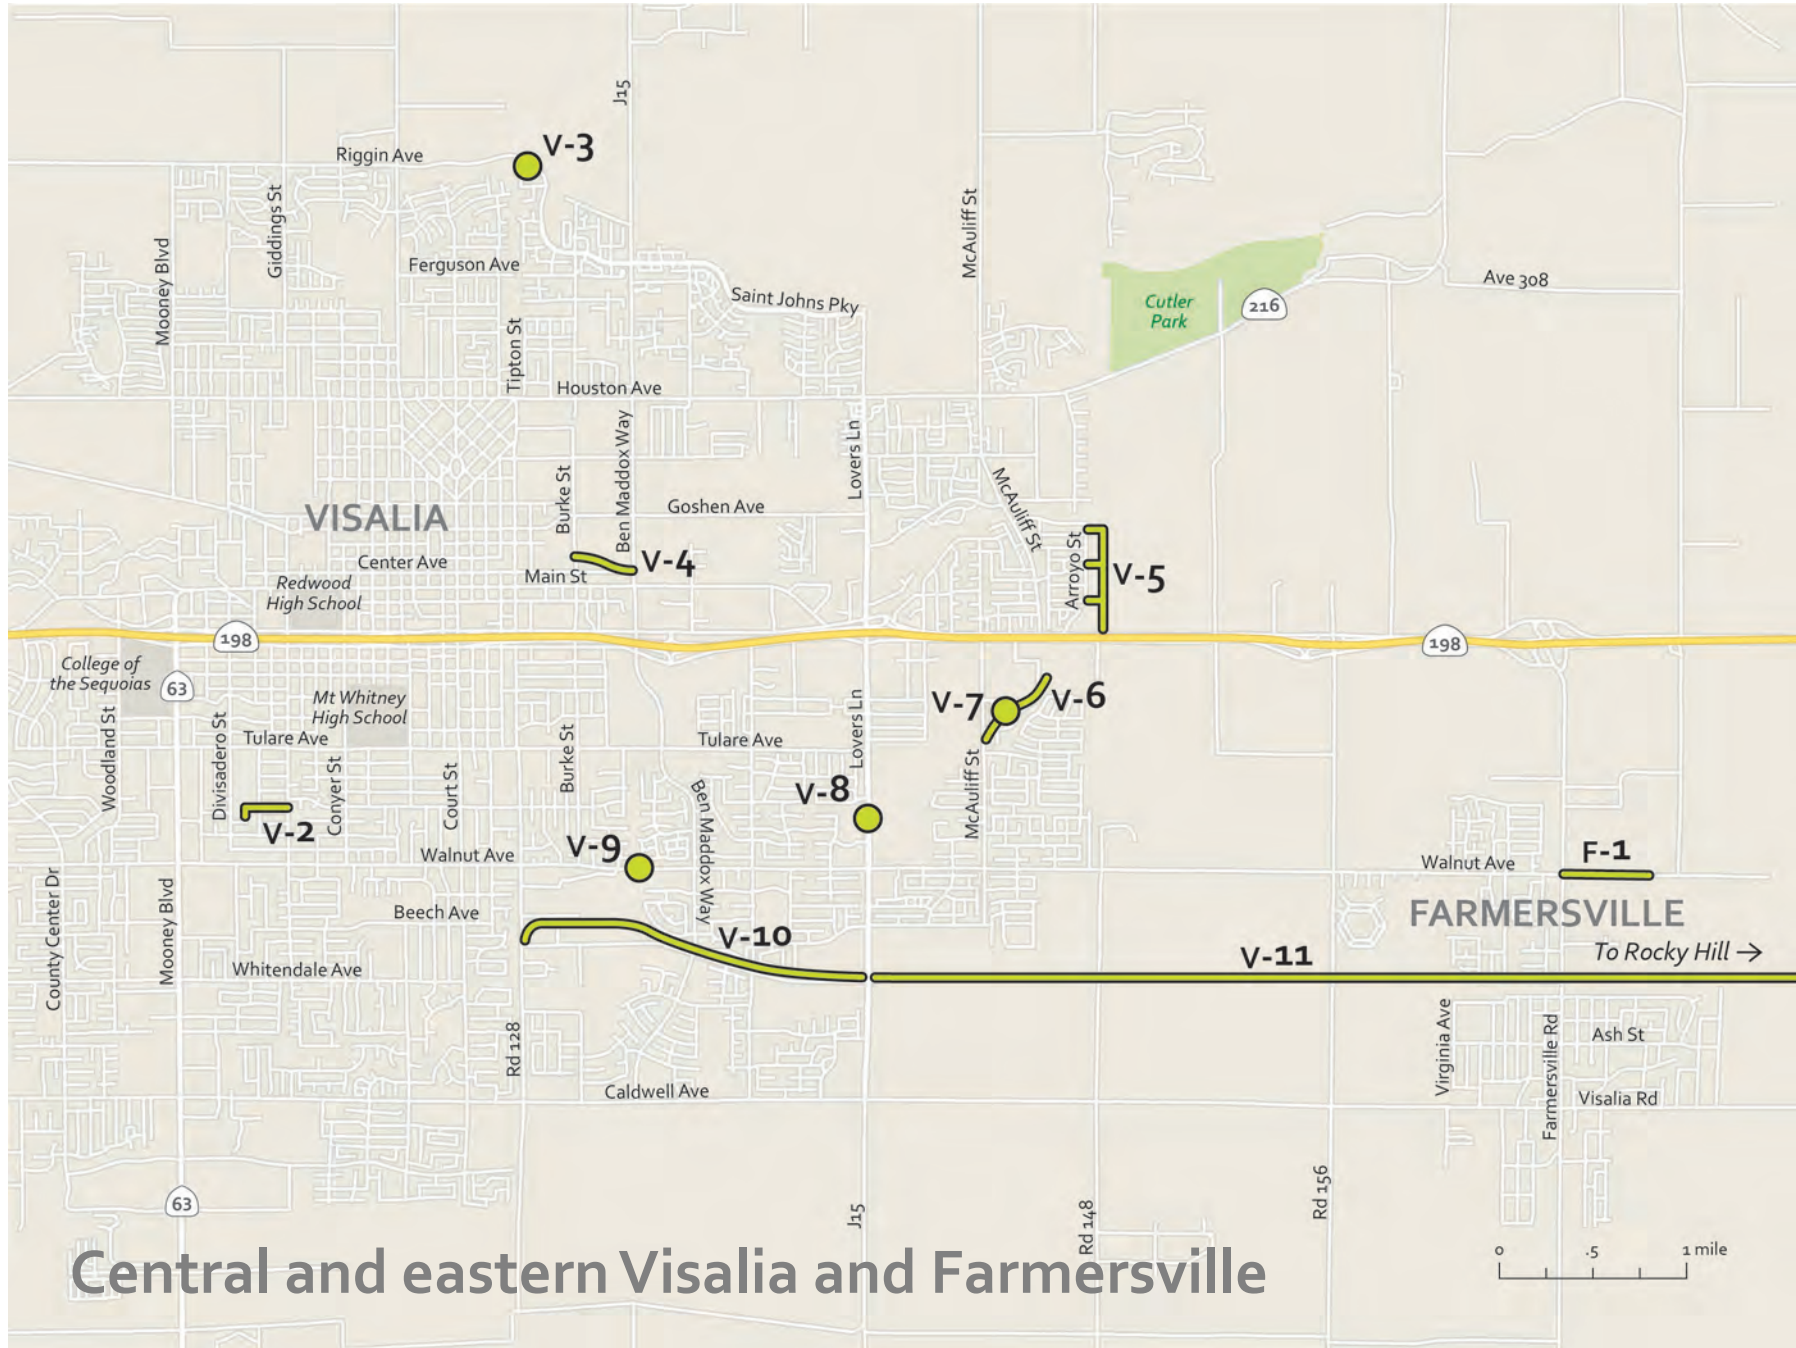 J15
V-3
Riggin Ave
Giddings St
McAuliff St
Mooney Blvd
Ferguson Ave
Ave 308
Saint Johns Pky
Cutler
Park
216
Tipton St
Houston Ave
Ben Maddox Way
Lovers Ln
Burke St
McAuliff St
Goshen Ave
VISALIA
Center Ave
V-4
Main St
Arroyo St
V-5
Redwood
High School
198
198
College of
the Sequoias
63
Mt Whitney
High School
V-7
V-6
Woodland St
Divisadero St
Tulare Ave
Burke St
Tulare Ave
Lovers Ln
McAuliff St
Conyer St
Court St
Ben Maddox Way
V-8
V-2
V-9
Walnut Ave
Walnut Ave
F-1
County Center Dr
Mooney Blvd
Beech Ave
FARMERSVILLE
V-10
V-11
To Rocky Hill →
Whitendale Ave
Rd 128
Virginia Ave
Farmersville Rd
Ash St
Caldwell Ave
Visalia Rd
63
J15
Rd 148
Rd 156
0 .5 1 mile
Central and eastern Visalia and Farmersville